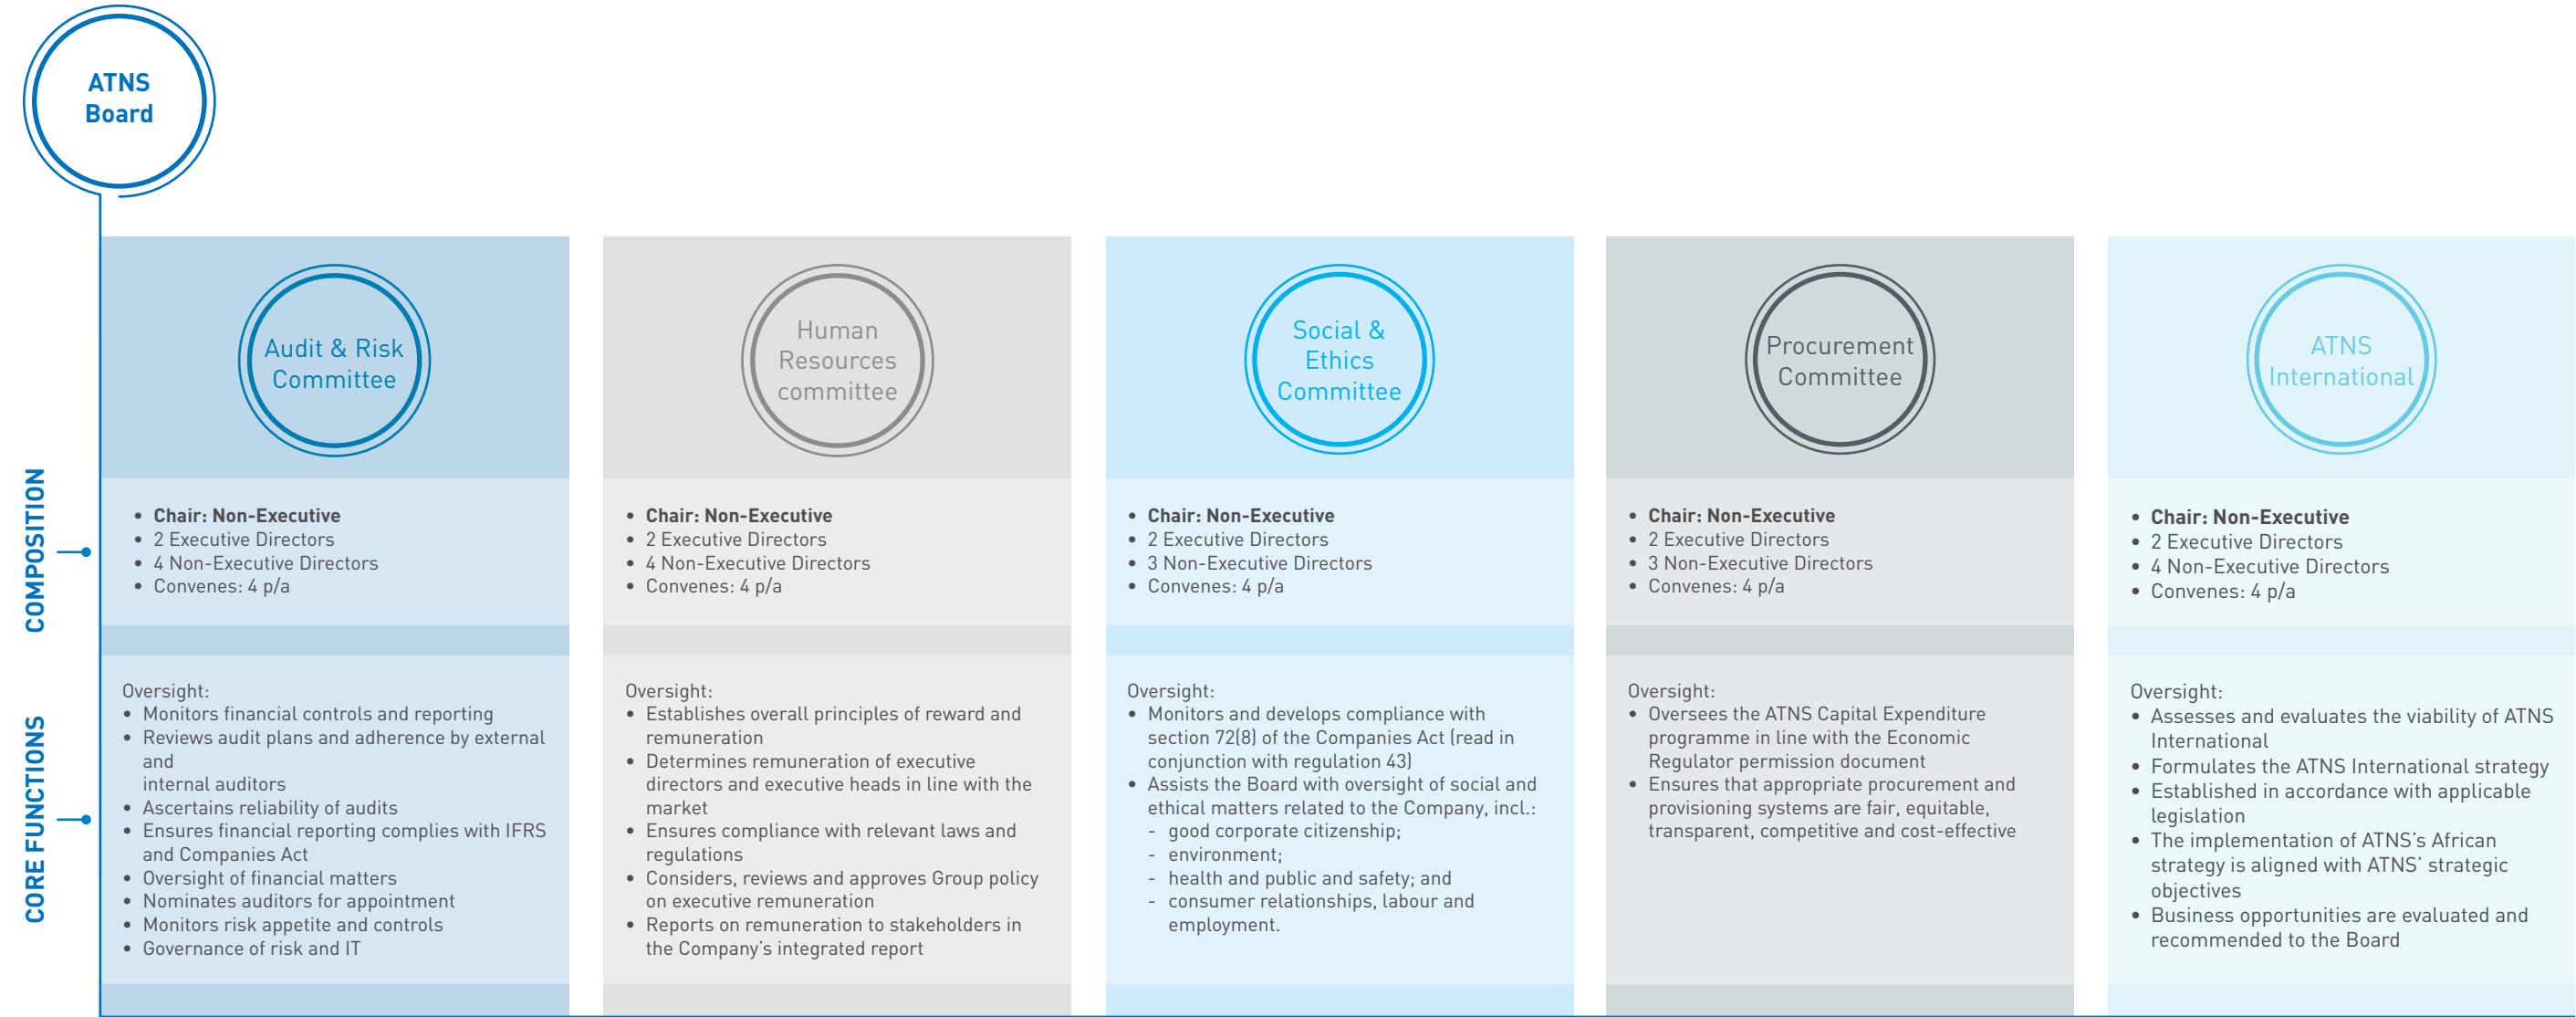 ATNS
Board
Audit & Risk
Committee
Human
Resources
committee
Social &
Ethics
Committee
Procurement
Committee
ATNS
International
COMPOSITION
• Chair: Non-Executive
• 2 Executive Directors
• 4 Non-Executive Directors
• Convenes: 4 p/a
• Chair: Non-Executive
• 2 Executive Directors
• 4 Non-Executive Directors
• Convenes: 4 p/a
• Chair: Non-Executive
• 2 Executive Directors
• 3 Non-Executive Directors
• Convenes: 4 p/a
• Chair: Non-Executive
• 2 Executive Directors
• 3 Non-Executive Directors
• Convenes: 4 p/a
• Chair: Non-Executive
• 2 Executive Directors
• 4 Non-Executive Directors
• Convenes: 4 p/a
CORE FUNCTIONS
Oversight:
• Monitors financial controls and reporting
• Reviews audit plans and adherence by external
and
internal auditors
• Ascertains reliability of audits
• Ensures financial reporting complies with IFRS
and Companies Act
• Oversight of financial matters
• Nominates auditors for appointment
• Monitors risk appetite and controls
• Governance of risk and IT
Oversight:
• Establishes overall principles of reward and
remuneration
• Determines remuneration of executive
directors and executive heads in line with the
market
• Ensures compliance with relevant laws and
regulations
• Considers, reviews and approves Group policy
on executive remuneration
• Reports on remuneration to stakeholders in
the Company's integrated report
Oversight:
• Monitors and develops compliance with
section 72(8) of the Companies Act (read in
conjunction with regulation 43)
• Assists the Board with oversight of social and
ethical matters related to the Company, incl.:
- good corporate citizenship;
- environment;
- health and public and safety; and
- consumer relationships, labour and
employment.
Oversight:
• Oversees the ATNS Capital Expenditure
programme in line with the Economic
Regulator permission document
• Ensures that appropriate procurement and
provisioning systems are fair, equitable,
transparent, competitive and cost-effective
Oversight:
• Assesses and evaluates the viability of ATNS
International
• Formulates the ATNS International strategy
• Established in accordance with applicable
legislation
• The implementation of ATNS's African
strategy is aligned with ATNS' strategic
objectives
• Business opportunities are evaluated and
recommended to the Board